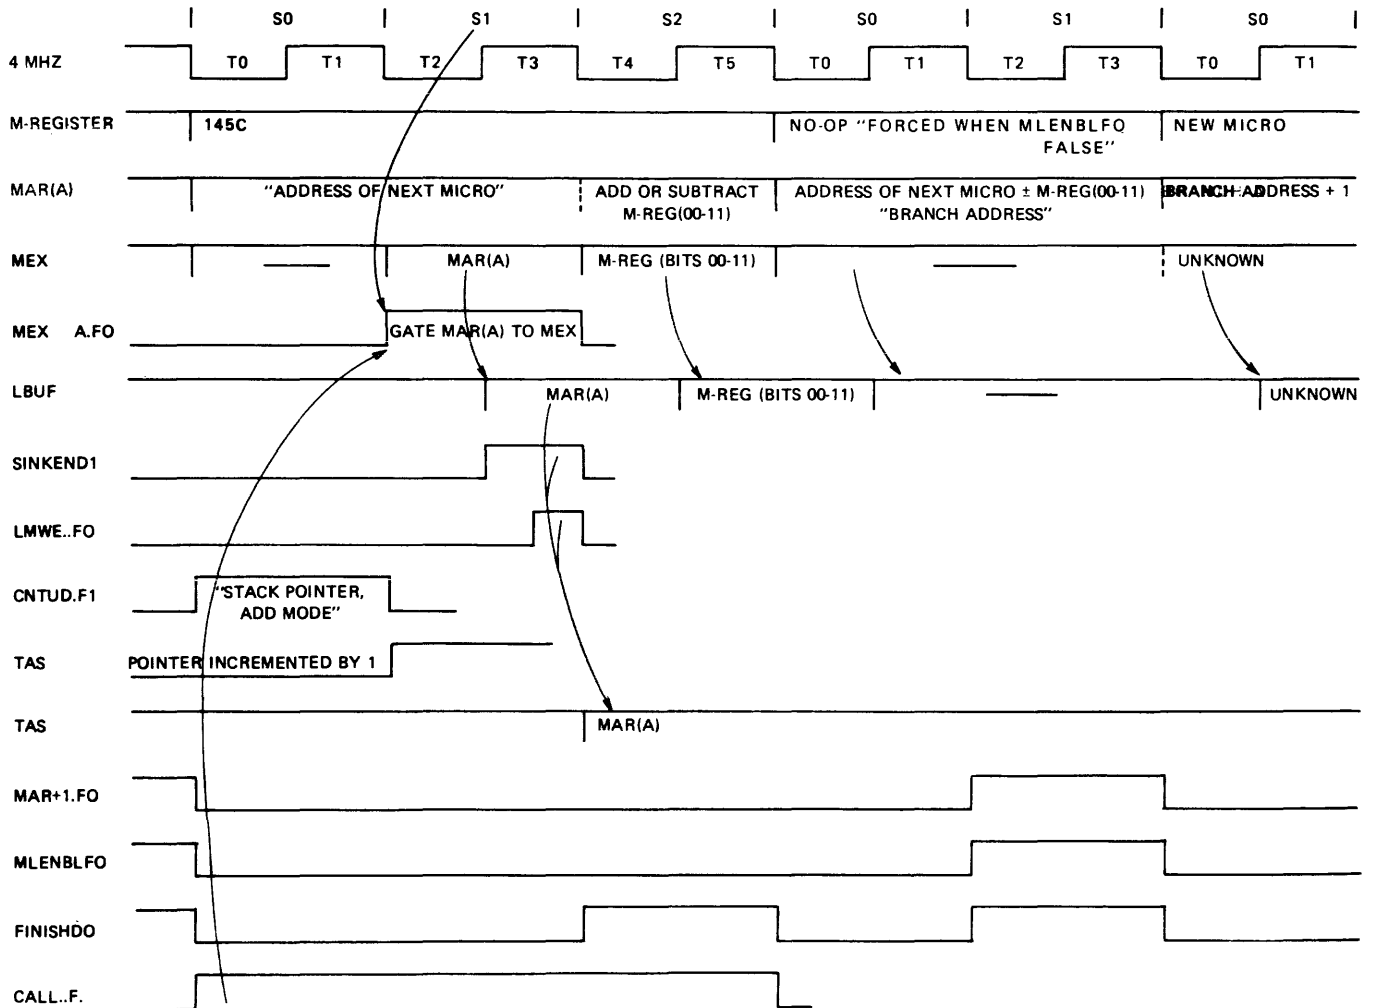 S0 S1 S2 S0 S1 S0
4 MHZ T0 T1 T2 T3 T4 T5 T0 T1 T2 T3 T0 T1
M-REGISTER 145C NO-OP "FORCED WHEN MLENBLFO FALSE" NEW MICRO
MAR(A) "ADDRESS OF NEXT MICRO" ADD OR SUBTRACT ADDRESS OF NEXT MICRO ± M-REG(00-11) ADDRESS + 1
M-REG(00-11) "BRANCH ADDRESS"
MEX MAR(A) M-REG (BITS 00-11) UNKNOWN
MEX A.FO GATE MAR(A) TO MEX
LBUF MAR(A) M-REG (BITS 00-11) UNKNOWN
SINKEND1
LMWE..FO
CNTUD.F1 "STACK POINTER,
ADD MODE"
TAS POINTER INCREMENTED BY 1
TAS MAR(A)
MAR+1.FO
MLENBLFO
FINISHDO
CALL..F.